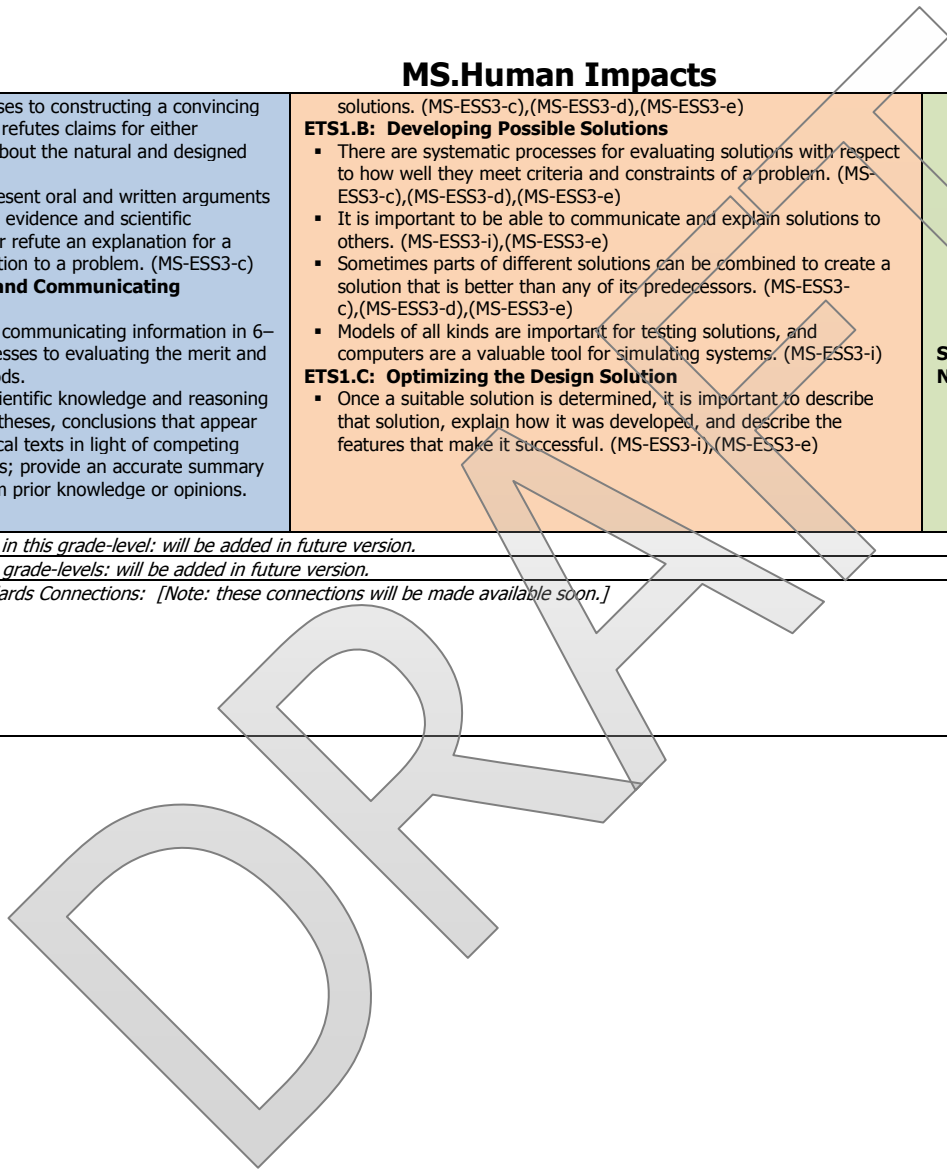 MS.Human Impacts
ses to constructing a convincing
refutes claims for either
bout the natural and designed
esent oral and written arguments
evidence and scientific
r refute an explanation for a
tion to a problem. (MS-ESS3-c)
and Communicating
communicating information in 6–
esses to evaluating the merit and
ds.
ientific knowledge and reasoning
theses, conclusions that appear
cal texts in light of competing
s; provide an accurate summary
m prior knowledge or opinions.
solutions. (MS-ESS3-c),(MS-ESS3-d),(MS-ESS3-e)
ETS1.B: Developing Possible Solutions
▪ There are systematic processes for evaluating solutions with respect
to how well they meet criteria and constraints of a problem. (MS-
ESS3-c),(MS-ESS3-d),(MS-ESS3-e)
▪ It is important to be able to communicate and explain solutions to
others. (MS-ESS3-i),(MS-ESS3-e)
▪ Sometimes parts of different solutions can be combined to create a
solution that is better than any of its predecessors. (MS-ESS3-
c),(MS-ESS3-d),(MS-ESS3-e)
▪ Models of all kinds are important for testing solutions, and
computers are a valuable tool for simulating systems. (MS-ESS3-i)
ETS1.C: Optimizing the Design Solution
▪ Once a suitable solution is determined, it is important to describe
that solution, explain how it was developed, and describe the
features that make it successful. (MS-ESS3-i),(MS-ESS3-e)
S
N
in this grade-level: will be added in future version.
grade-levels: will be added in future version.
ards Connections: [Note: these connections will be made available soon.]
DRAFT